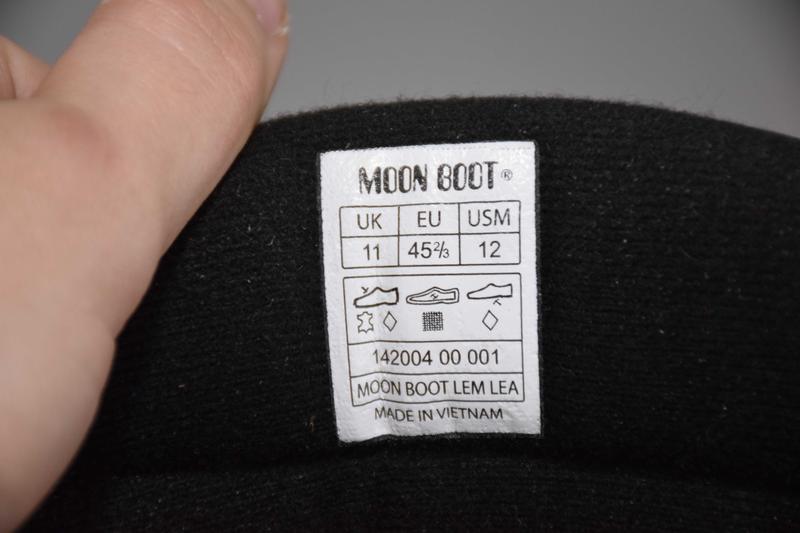 MOON BOOT®
UK EU USM
11 45⅔ 12
142004 00 001
MOON BOOT LEM LEA
MADE IN VIETNAM